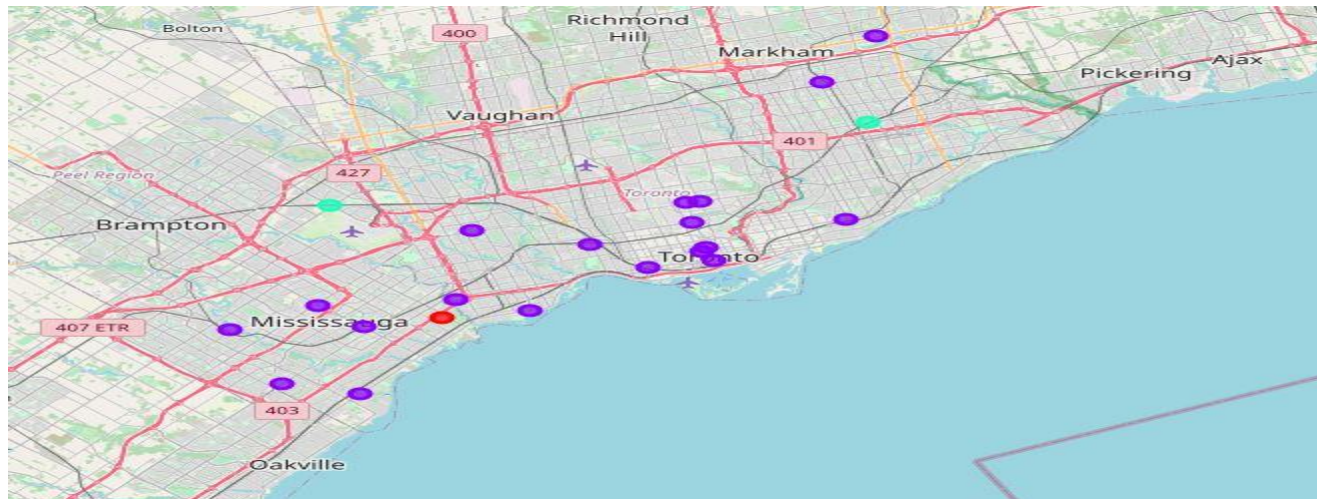 Bolton
400
Richmond
Hill
Markham
Ajax
Pickering
Vaughan
401
427
Peel Region
Toronto
Brampton
Toronto
407 ETR
Mississauga
403
Oakville